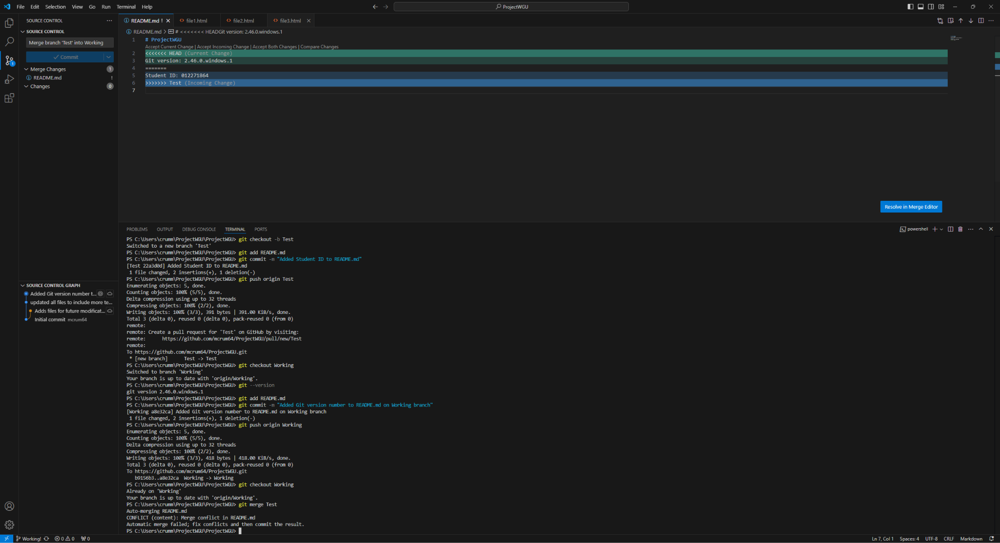 File Edit Selection View Go Run Terminal Help
ProjectWGU
SOURCE CONTROL
SOURCE CONTROL
Merge branch 'Test' into Working
Commit
Merge Changes 1
README.md !
Changes 0
SOURCE CONTROL GRAPH
Added Git version number t...
updated all files to include more te...
Adds files for future modificat...
Initial commit mcrum64
README.md ! file1.html file2.html file3.html
README.md > # <<<<<<< HEADGit version: 2.46.0.windows.1
1 # ProjectWGU
Accept Current Change | Accept Incoming Change | Accept Both Changes | Compare Changes
2 <<<<<<< HEAD (Current Change)
3 Git version: 2.46.0.windows.1
4 =======
5 Student ID: 012271864
6 >>>>>>> Test (Incoming Change)
7
Resolve in Merge Editor
PROBLEMS OUTPUT DEBUG CONSOLE TERMINAL PORTS
powershell
PS C:\Users\crumm\ProjectWGU\ProjectWGU> git checkout -b Test
Switched to a new branch 'Test'
PS C:\Users\crumm\ProjectWGU\ProjectWGU> git add README.md
PS C:\Users\crumm\ProjectWGU\ProjectWGU> git commit -m "Added Student ID to README.md"
[Test 22a3d0d] Added Student ID to README.md
1 file changed, 2 insertions(+), 1 deletion(-)
PS C:\Users\crumm\ProjectWGU\ProjectWGU> git push origin Test
Enumerating objects: 5, done.
Counting objects: 100% (5/5), done.
Delta compression using up to 32 threads
Compressing objects: 100% (2/2), done.
Writing objects: 100% (3/3), 391 bytes | 391.00 KiB/s, done.
Total 3 (delta 0), reused 0 (delta 0), pack-reused 0 (from 0)
remote:
remote: Create a pull request for 'Test' on GitHub by visiting:
remote: https://github.com/mcrum64/ProjectWGU/pull/new/Test
remote:
To https://github.com/mcrum64/ProjectWGU.git
* [new branch] Test -> Test
PS C:\Users\crumm\ProjectWGU\ProjectWGU> git checkout Working
Switched to branch 'Working'
Your branch is up to date with 'origin/Working'.
PS C:\Users\crumm\ProjectWGU\ProjectWGU> git --version
git version 2.46.0.windows.1
PS C:\Users\crumm\ProjectWGU\ProjectWGU> git add README.md
PS C:\Users\crumm\ProjectWGU\ProjectWGU> git commit -m "Added Git version number to README.md on Working branch"
[Working a8e32ca] Added Git version number to README.md on Working branch
1 file changed, 2 insertions(+), 1 deletion(-)
PS C:\Users\crumm\ProjectWGU\ProjectWGU> git push origin Working
Enumerating objects: 5, done.
Counting objects: 100% (5/5), done.
Delta compression using up to 32 threads
Compressing objects: 100% (2/2), done.
Writing objects: 100% (3/3), 418 bytes | 418.00 KiB/s, done.
Total 3 (delta 0), reused 0 (delta 0), pack-reused 0 (from 0)
To https://github.com/mcrum64/ProjectWGU.git
b9156b3..a8e32ca Working -> Working
PS C:\Users\crumm\ProjectWGU\ProjectWGU> git checkout Working
Already on 'Working'
Your branch is up to date with 'origin/Working'.
PS C:\Users\crumm\ProjectWGU\ProjectWGU> git merge Test
Auto-merging README.md
CONFLICT (content): Merge conflict in README.md
Automatic merge failed; fix conflicts and then commit the result.
PS C:\Users\crumm\ProjectWGU\ProjectWGU>
Working! 0 0 0 Ln 7, Col 1 Spaces: 4 UTF-8 CRLF Markdown